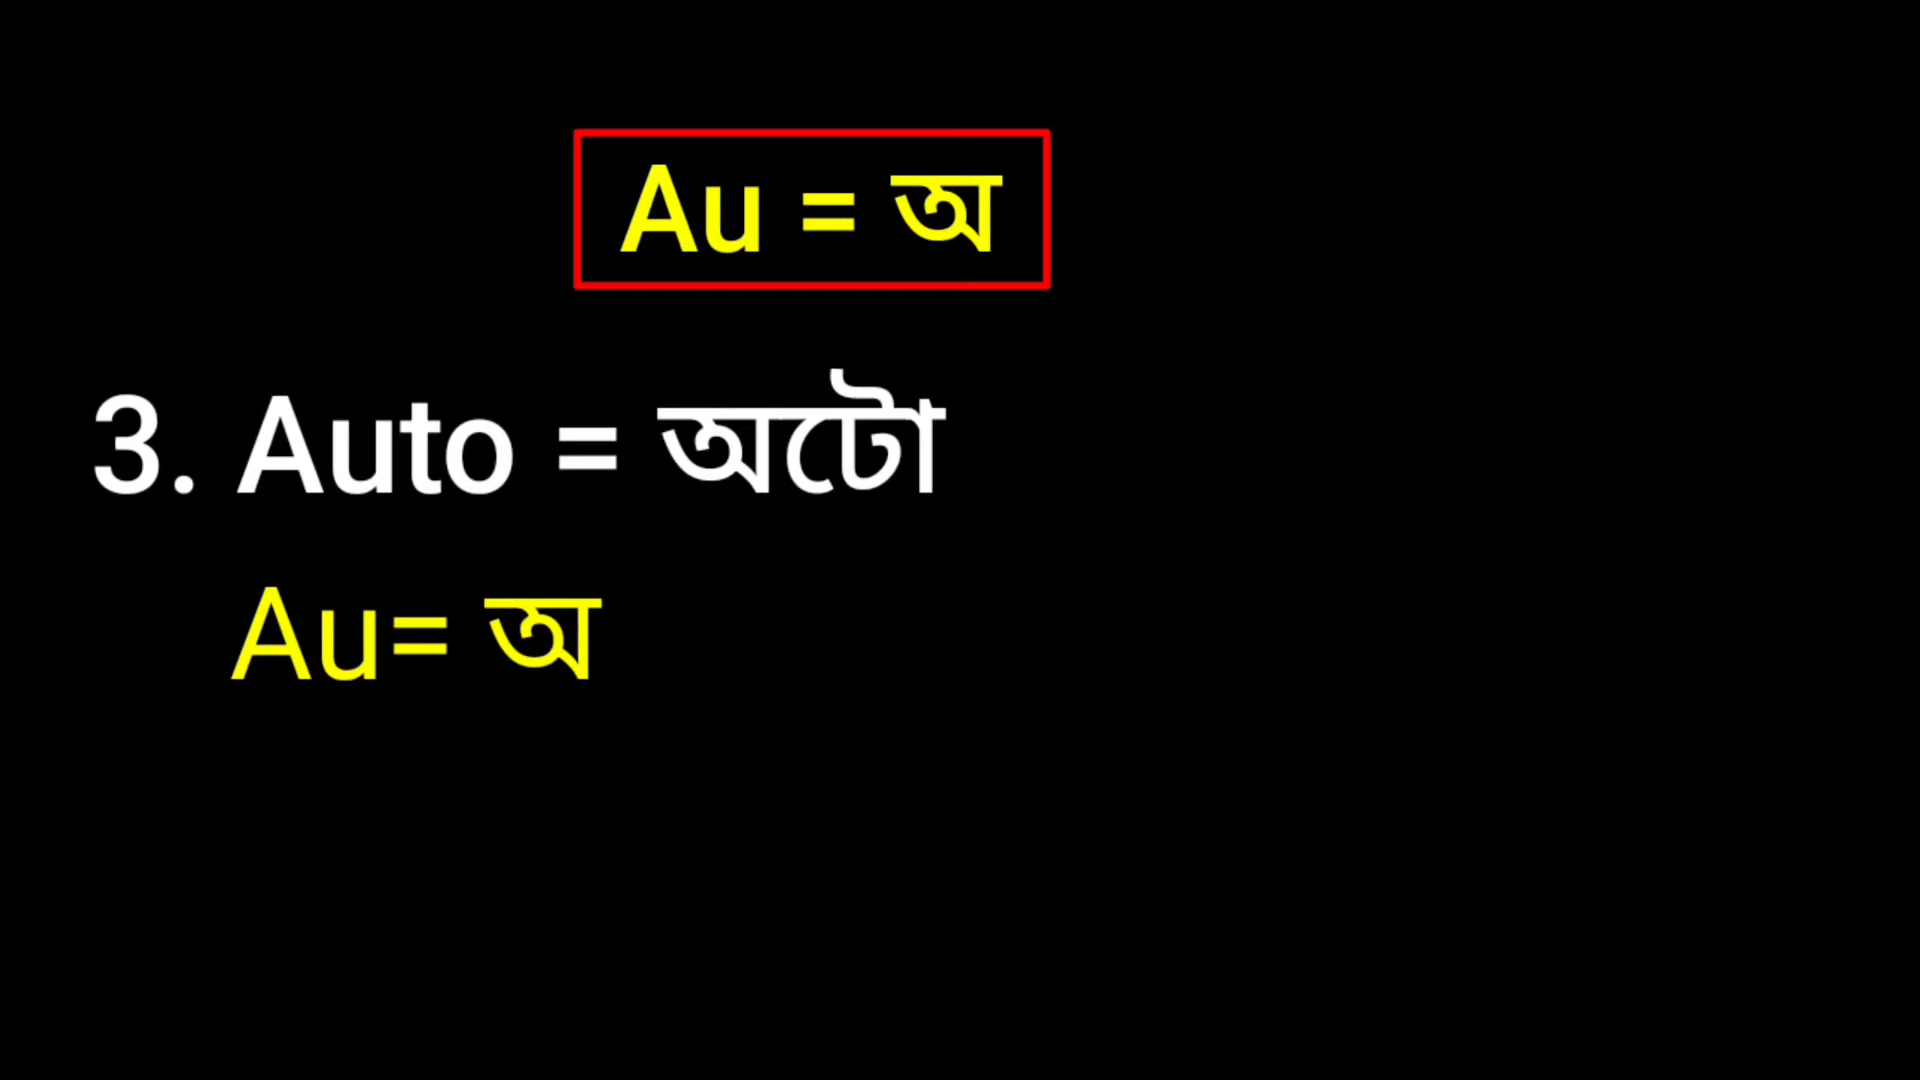 Au = অ
3. Auto = অটো
Au= অ